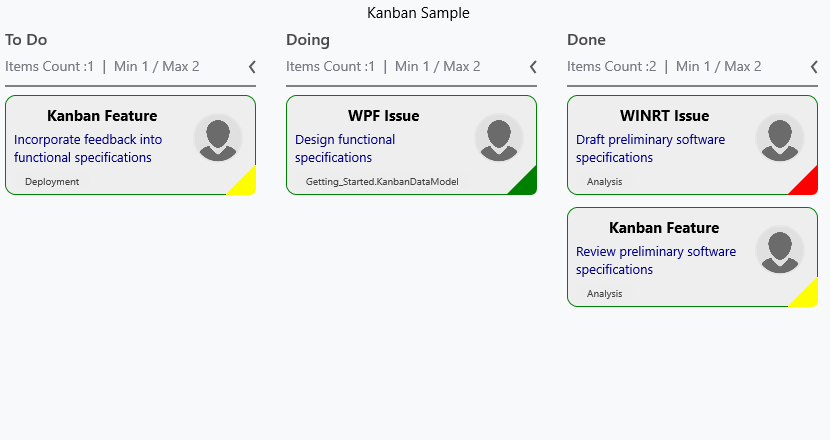 Kanban Sample
To Do
Items Count :1 | Min 1 / Max 2
Kanban Feature
Incorporate feedback into
functional specifications
Deployment
Doing
Items Count :1 | Min 1 / Max 2
WPF Issue
Design functional
specifications
Getting_Started.KanbanDataModel
Done
Items Count :2 | Min 1 / Max 2
WINRT Issue
Draft preliminary software
specifications
Analysis
Kanban Feature
Review preliminary software
specifications
Analysis